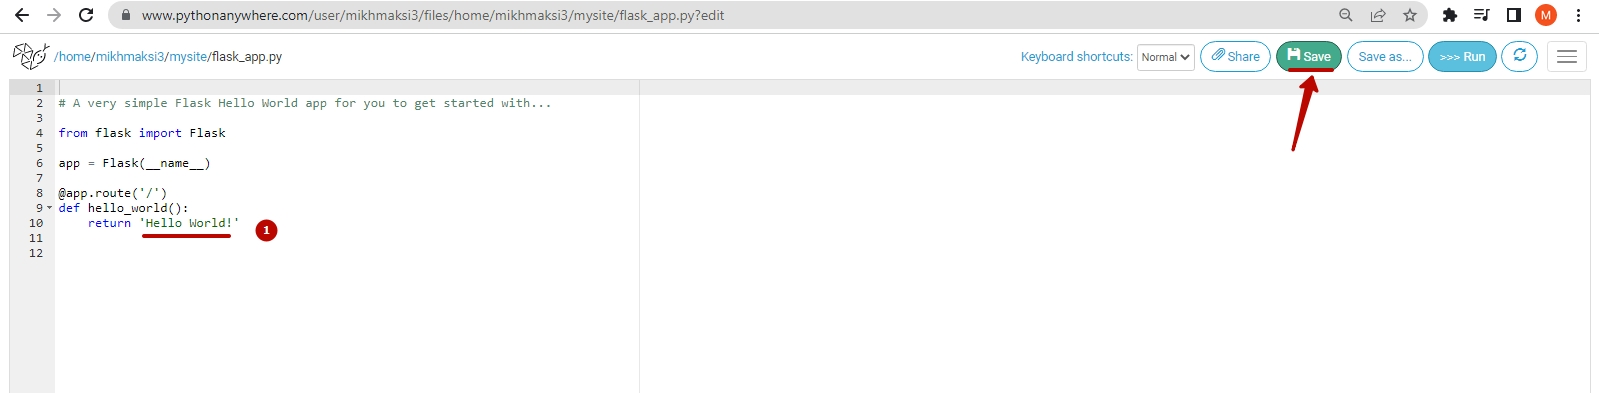 www.pythonanywhere.com/user/mikhmaksi3/files/home/mikhmaksi3/mysite/flask_app.py?edit
M
/home/mikhmaksi3/mysite/flask_app.py
Keyboard shortcuts: Normal Share Save Save as... >>> Run
1
2 # A very simple Flask Hello World app for you to get started with...
3
4 from flask import Flask
5
6 app = Flask(__name__)
7
8 @app.route('/')
9 def hello_world():
10 return 'Hello World!' 1
11
12